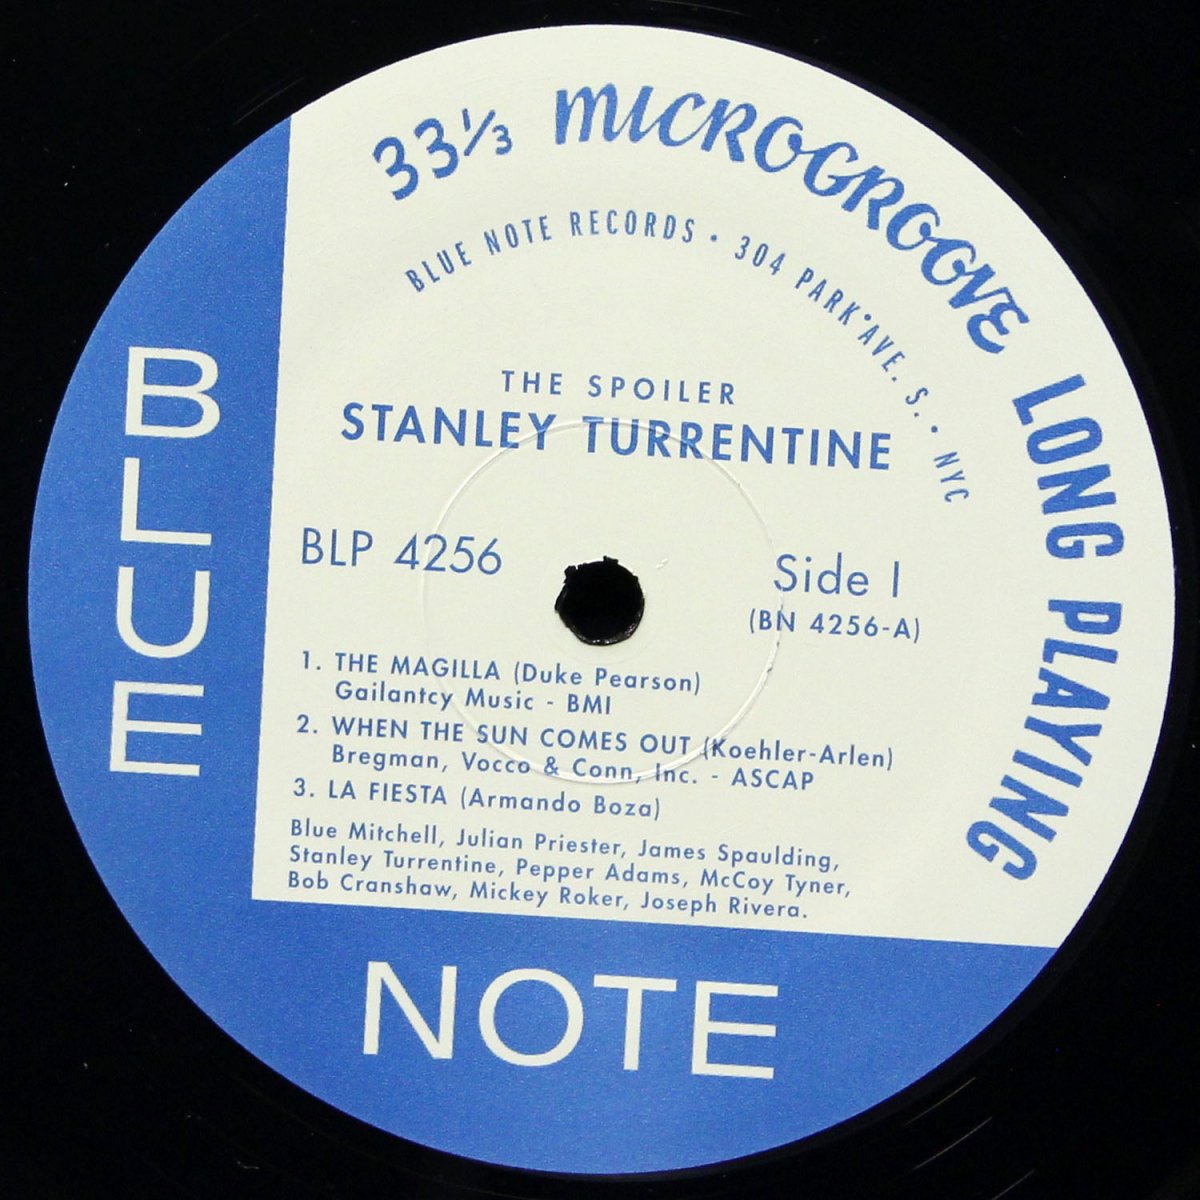 33⅓ MICROGROOVE LONG PLAYING
BLUE NOTE RECORDS • 304 PARK AVE. S. • NYC
THE SPOILER
STANLEY TURRENTINE
BLP 4256
Side I
(BN 4256-A)
1. THE MAGILLA (Duke Pearson)
Gailantcy Music - BMI
2. WHEN THE SUN COMES OUT (Koehler-Arlen)
Bregman, Vocco & Conn, Inc. - ASCAP
3. LA FIESTA (Armando Boza)
Blue Mitchell, Julian Priester, James Spaulding,
Stanley Turrentine, Pepper Adams, McCoy Tyner,
Bob Cranshaw, Mickey Roker, Joseph Rivera.
BLUE
NOTE